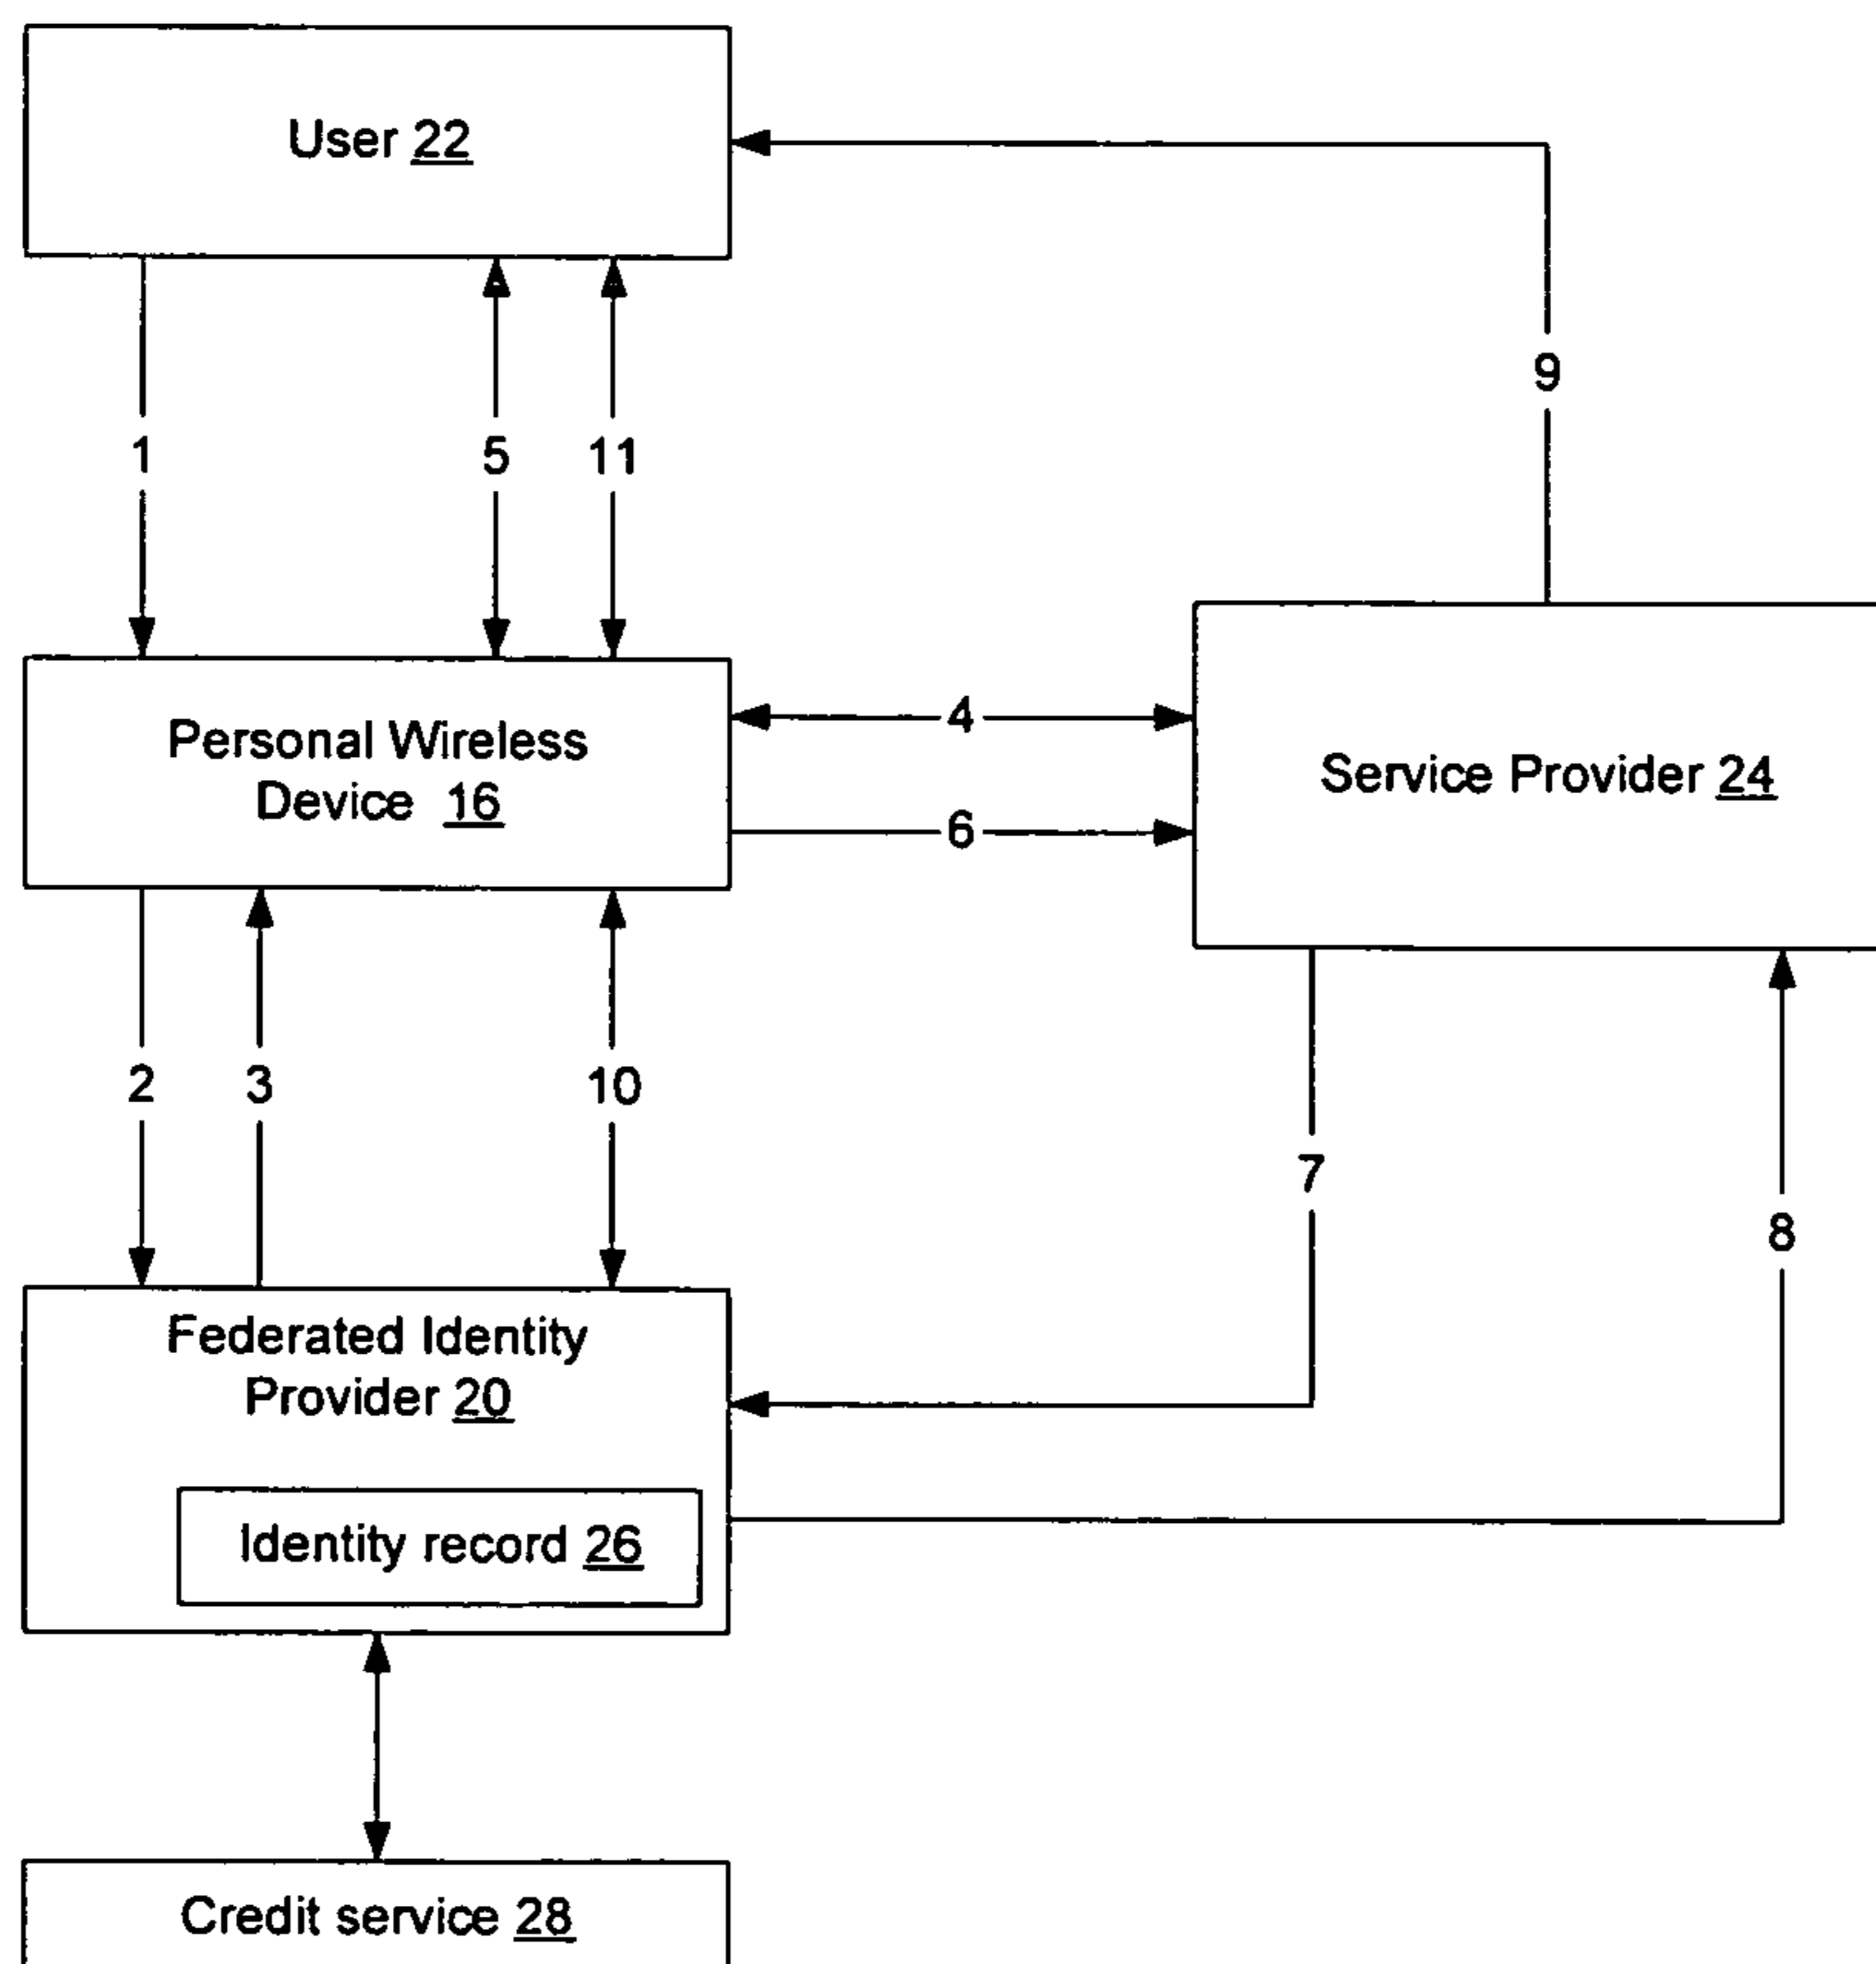 User 22
9
1
5
11
Personal Wireless
Device 16
4
6
Service Provider 24
2
3
10
7
8
Federated Identity
Provider 20
Identity record 26
Credit service 28